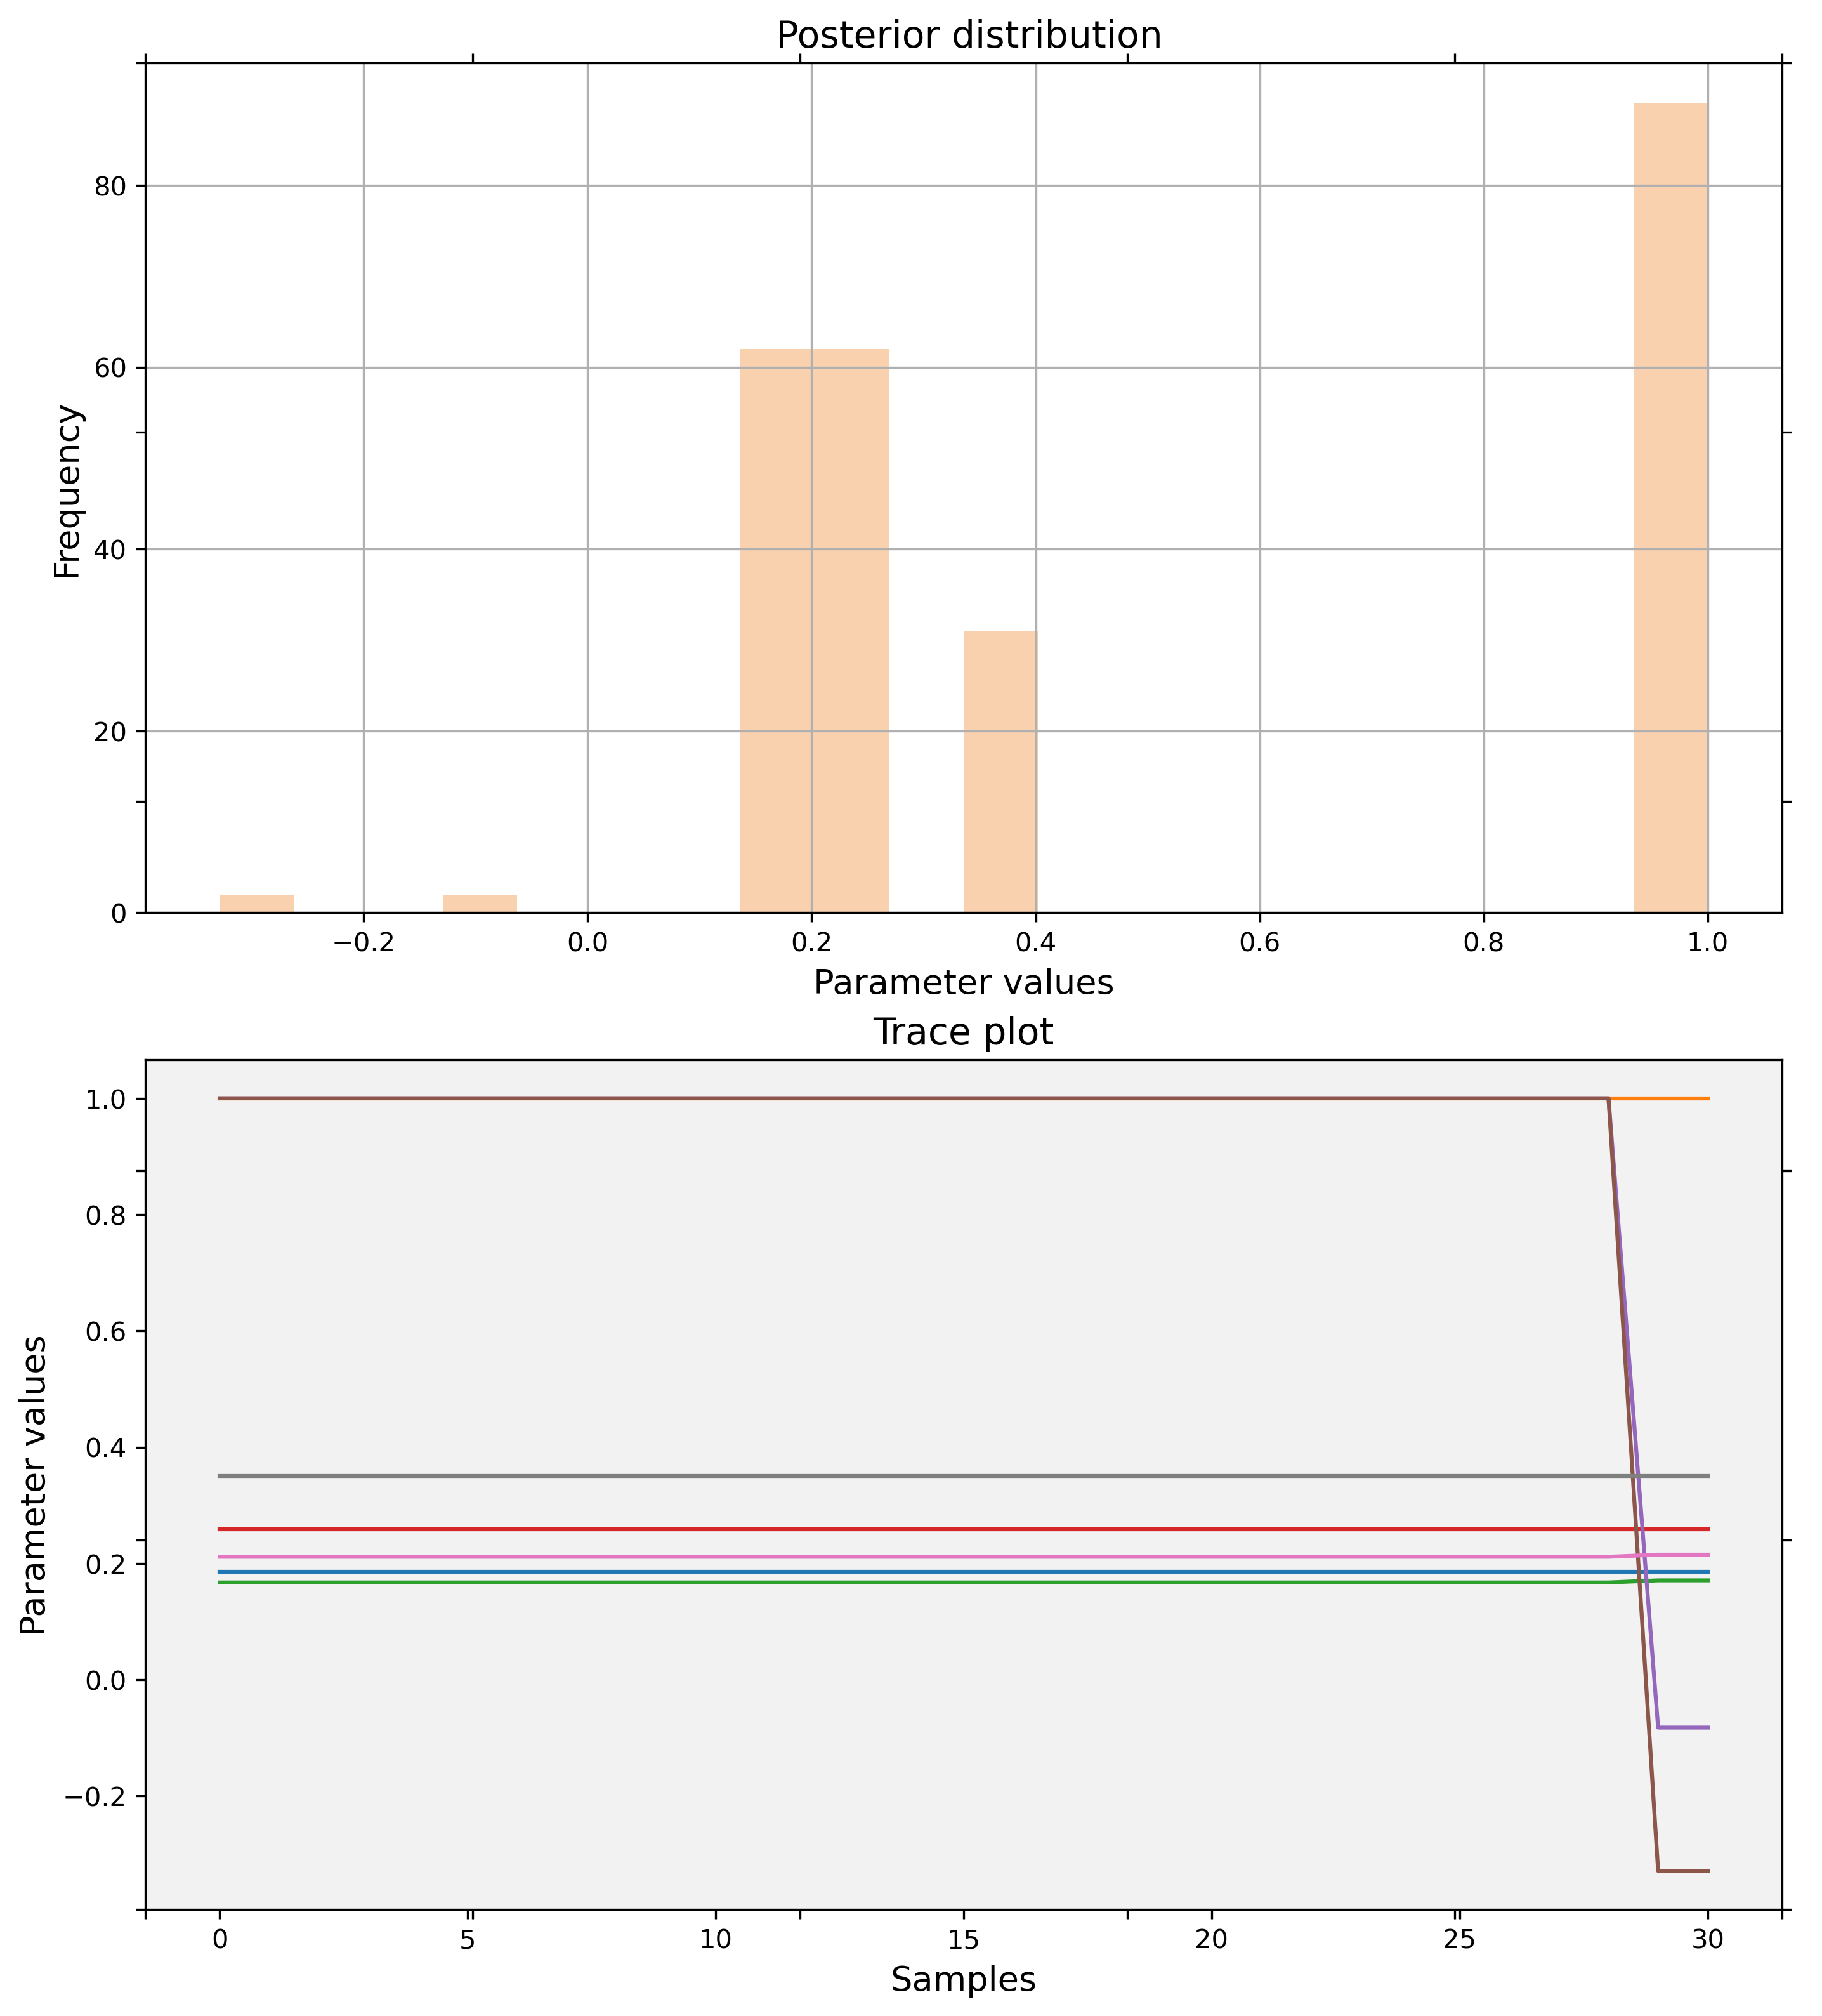 Posterior distribution
80
60
40
20
0
Frequency
−0.2 0.0 0.2 0.4 0.6 0.8 1.0
Parameter values
Trace plot
1.0
0.8
0.6
0.4
0.2
0.0
−0.2
Parameter values
0 5 10 15 20 25 30
Samples